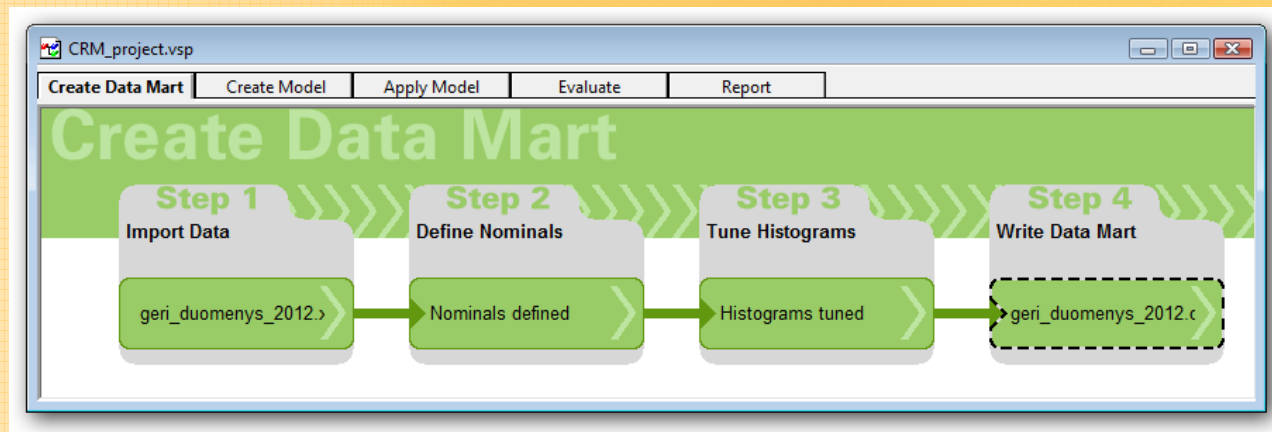 CRM_project.vsp
Create Data Mart Create Model Apply Model Evaluate Report
Create Data Mart
Step 1 Step 2 Step 3 Step 4
Import Data Define Nominals Tune Histograms Write Data Mart
geri_duomenys_2012. Nominals defined Histograms tuned geri_duomenys_2012.